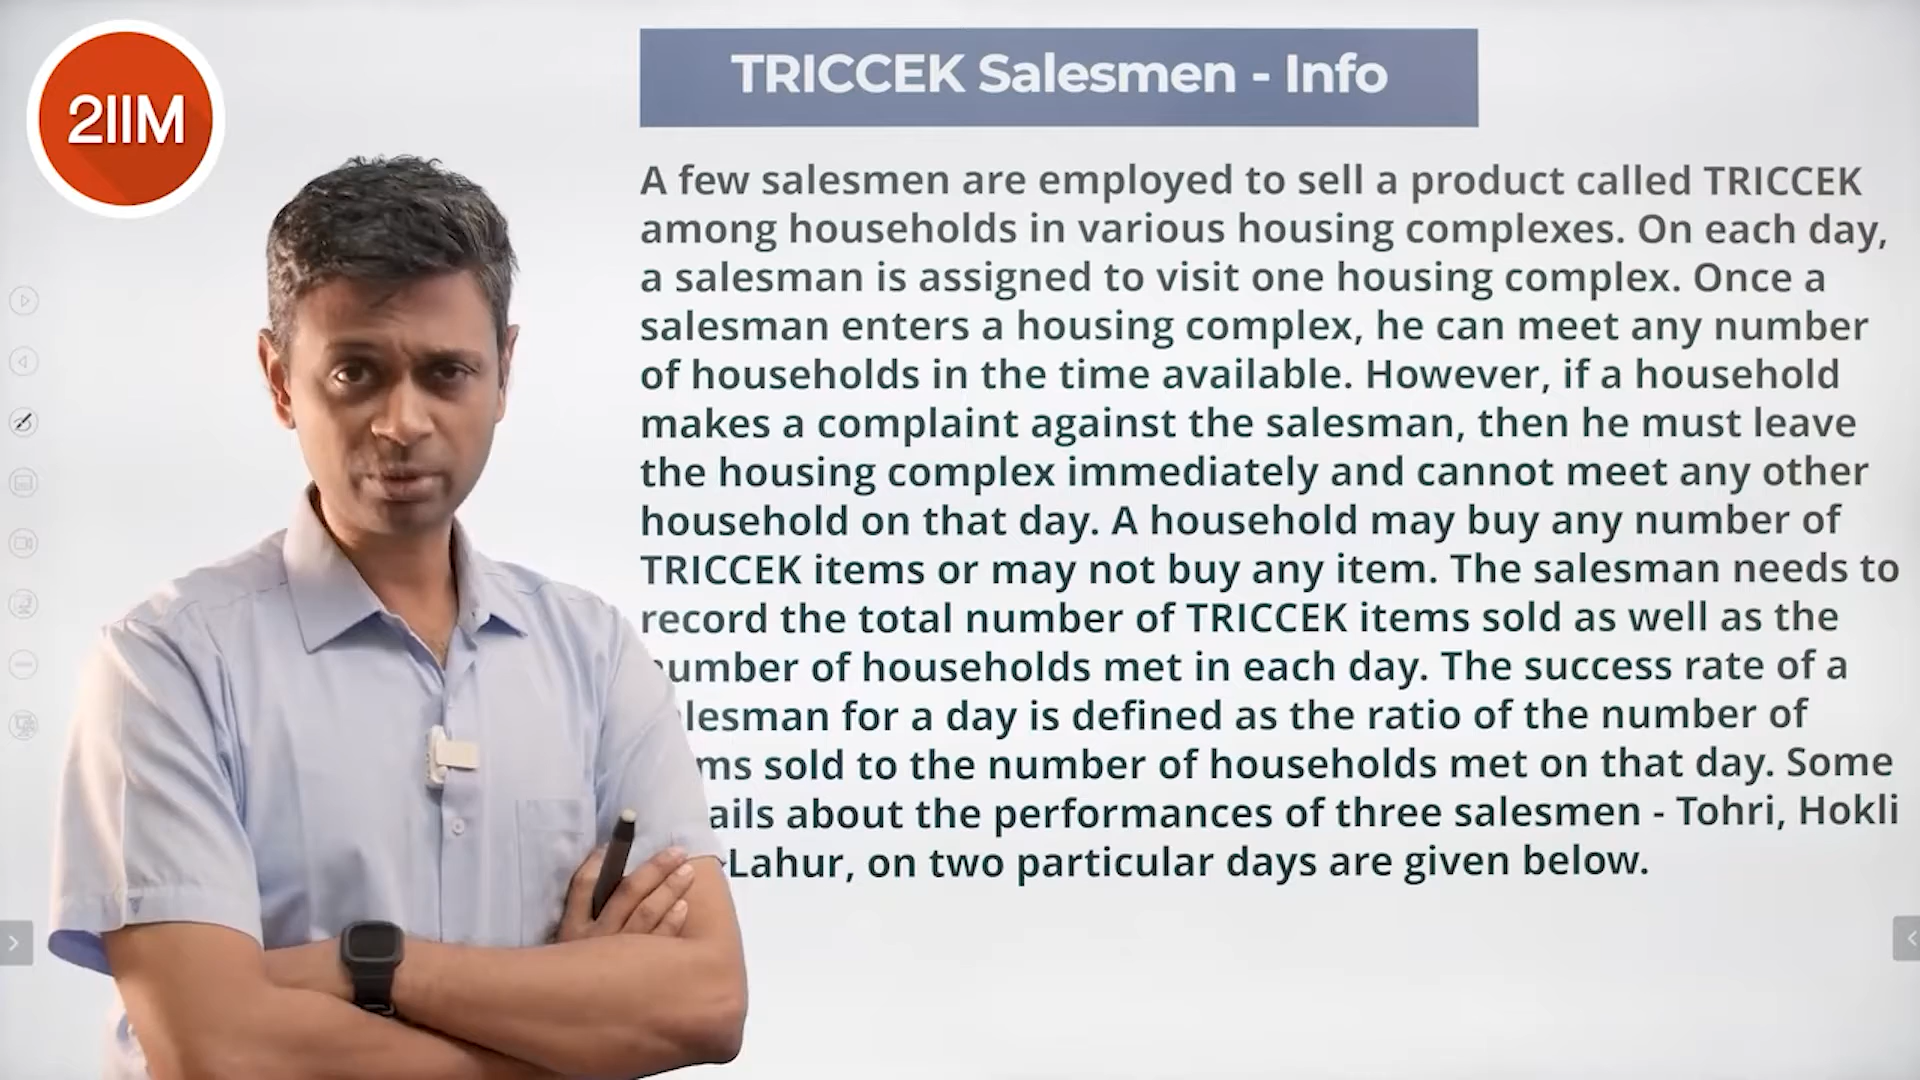 2IIM
TRICCEK Salesmen - Info
A few salesmen are employed to sell a product called TRICCEK
among households in various housing complexes. On each day,
a salesman is assigned to visit one housing complex. Once a
salesman enters a housing complex, he can meet any number
of households in the time available. However, if a household
makes a complaint against the salesman, then he must leave
the housing complex immediately and cannot meet any other
household on that day. A household may buy any number of
TRICCEK items or may not buy any item. The salesman needs to
record the total number of TRICCEK items sold as well as the
umber of households met in each day. The success rate of a
lesman for a day is defined as the ratio of the number of
ms sold to the number of households met on that day. Some
ails about the performances of three salesmen - Tohri, Hokli
Lahur, on two particular days are given below.